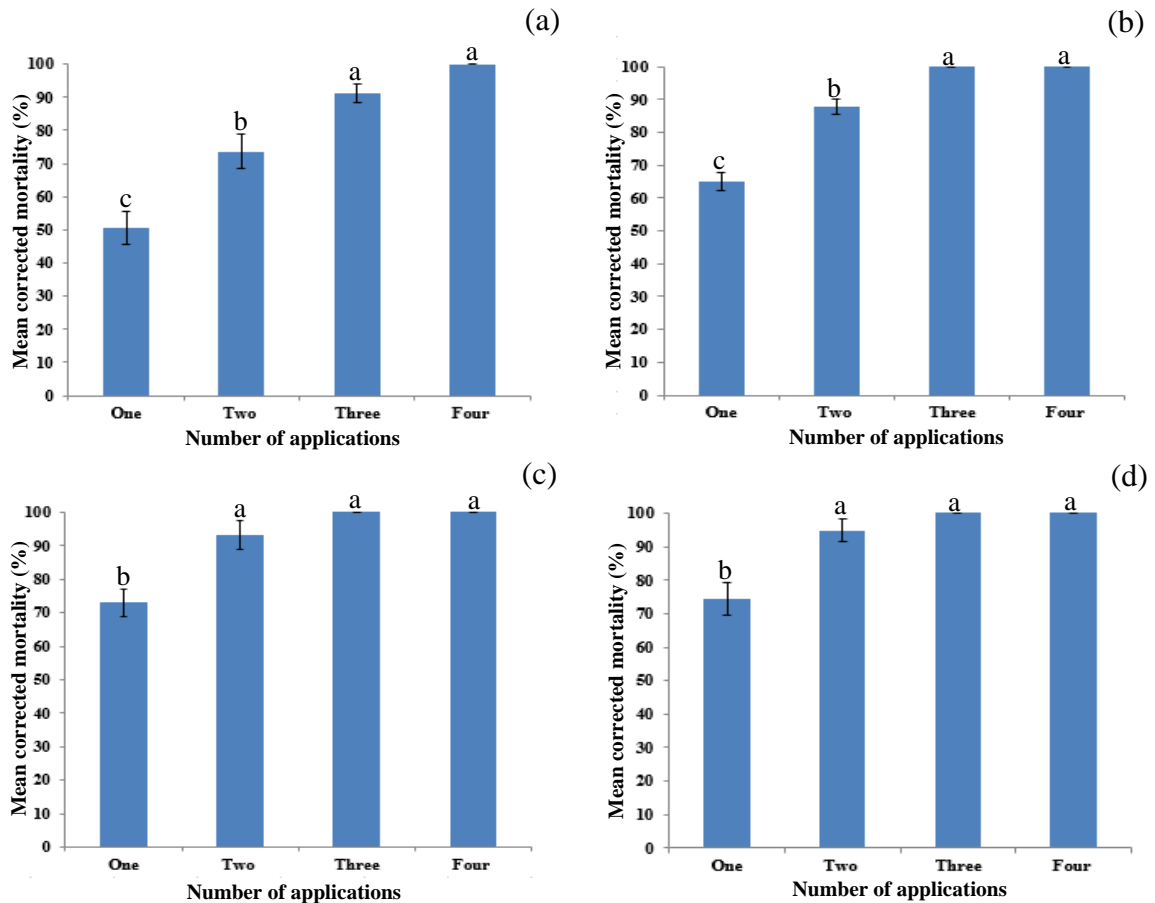 (a)
Mean corrected mortality (%)
100
90
80
70
60
50
40
30
20
10
0
c
b
a
a
One Two Three Four
Number of applications
(b)
Mean corrected mortality (%)
100
90
80
70
60
50
40
30
20
10
0
c
b
a
a
One Two Three Four
Number of applications
(c)
Mean corrected mortality (%)
100
90
80
70
60
50
40
30
20
10
0
b
a
a
a
One Two Three Four
Number of applications
(d)
Mean corrected mortality (%)
100
90
80
70
60
50
40
30
20
10
0
b
a
a
a
One Two Three Four
Number of applications